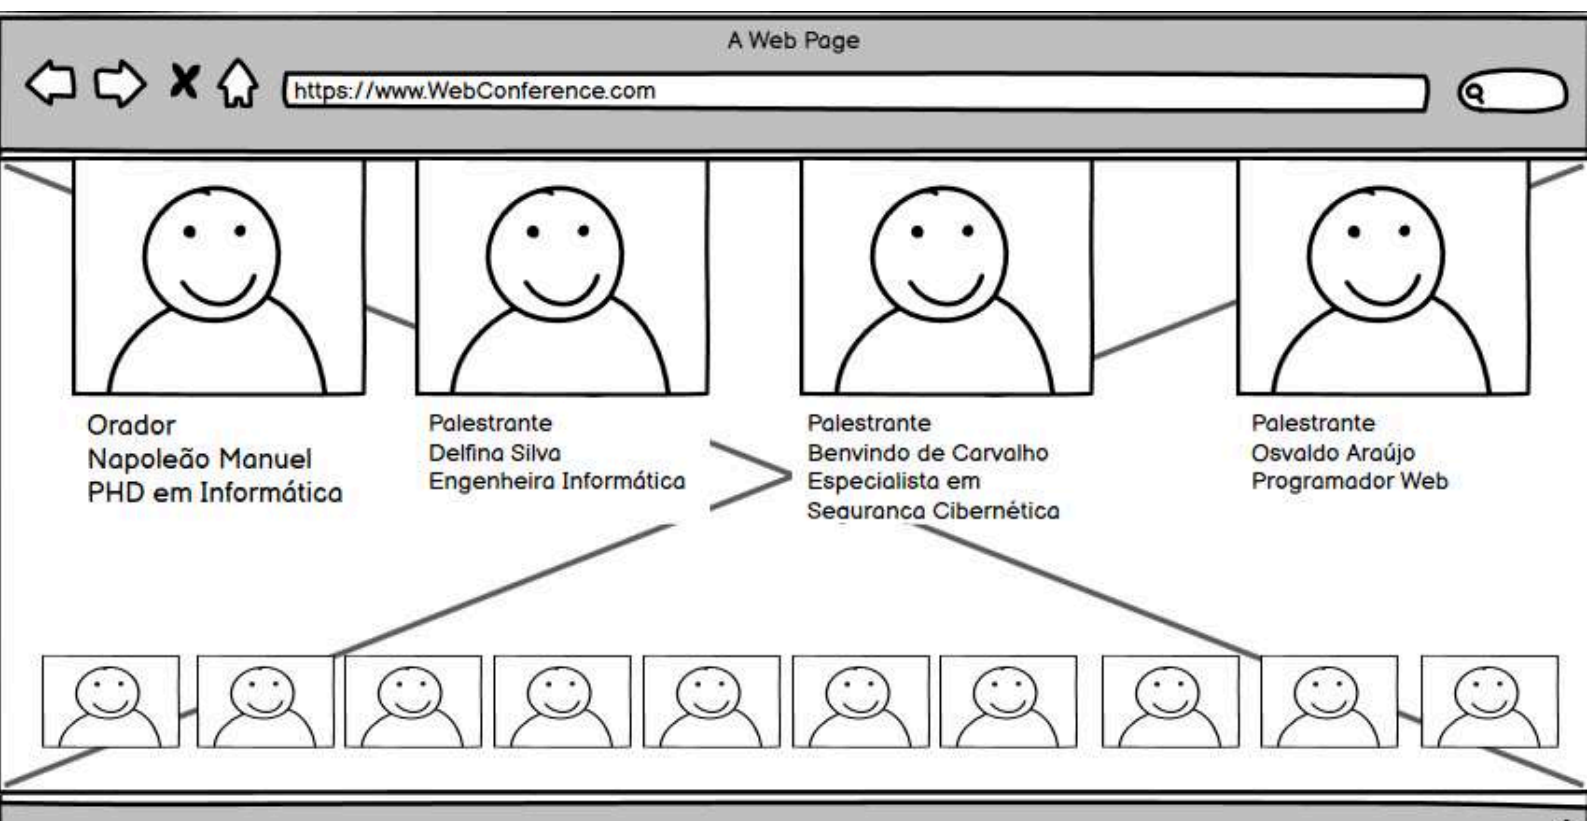 A Web Page
https://www.WebConference.com
Orador
Napoleão Manuel
PHD em Informática
Palestrante
Delfina Silva
Engenheira Informática
Palestrante
Benvindo de Carvalho
Especialista em
Segurança Cibernética
Palestrante
Osvaldo Araújo
Programador Web